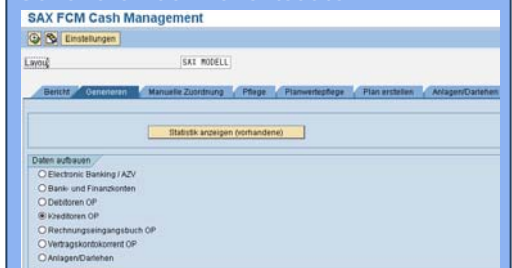 SAX FCM Cash Management
Einstellungen
Layout
SAX MODELL
Bericht Generieren Manuelle Zuordnung Pflege Planwertepflege Plan erstellen Anlagen/Darlehen
Statistik anzeigen (vorhandene)
Daten aufbauen
Electronic Banking / AZV
Bank- und Finanzkonten
Debitoren OP
Kreditoren OP
Rechnungseingangsbuch OP
Vertragskontokorrent OP
Anlagen/Darlehen